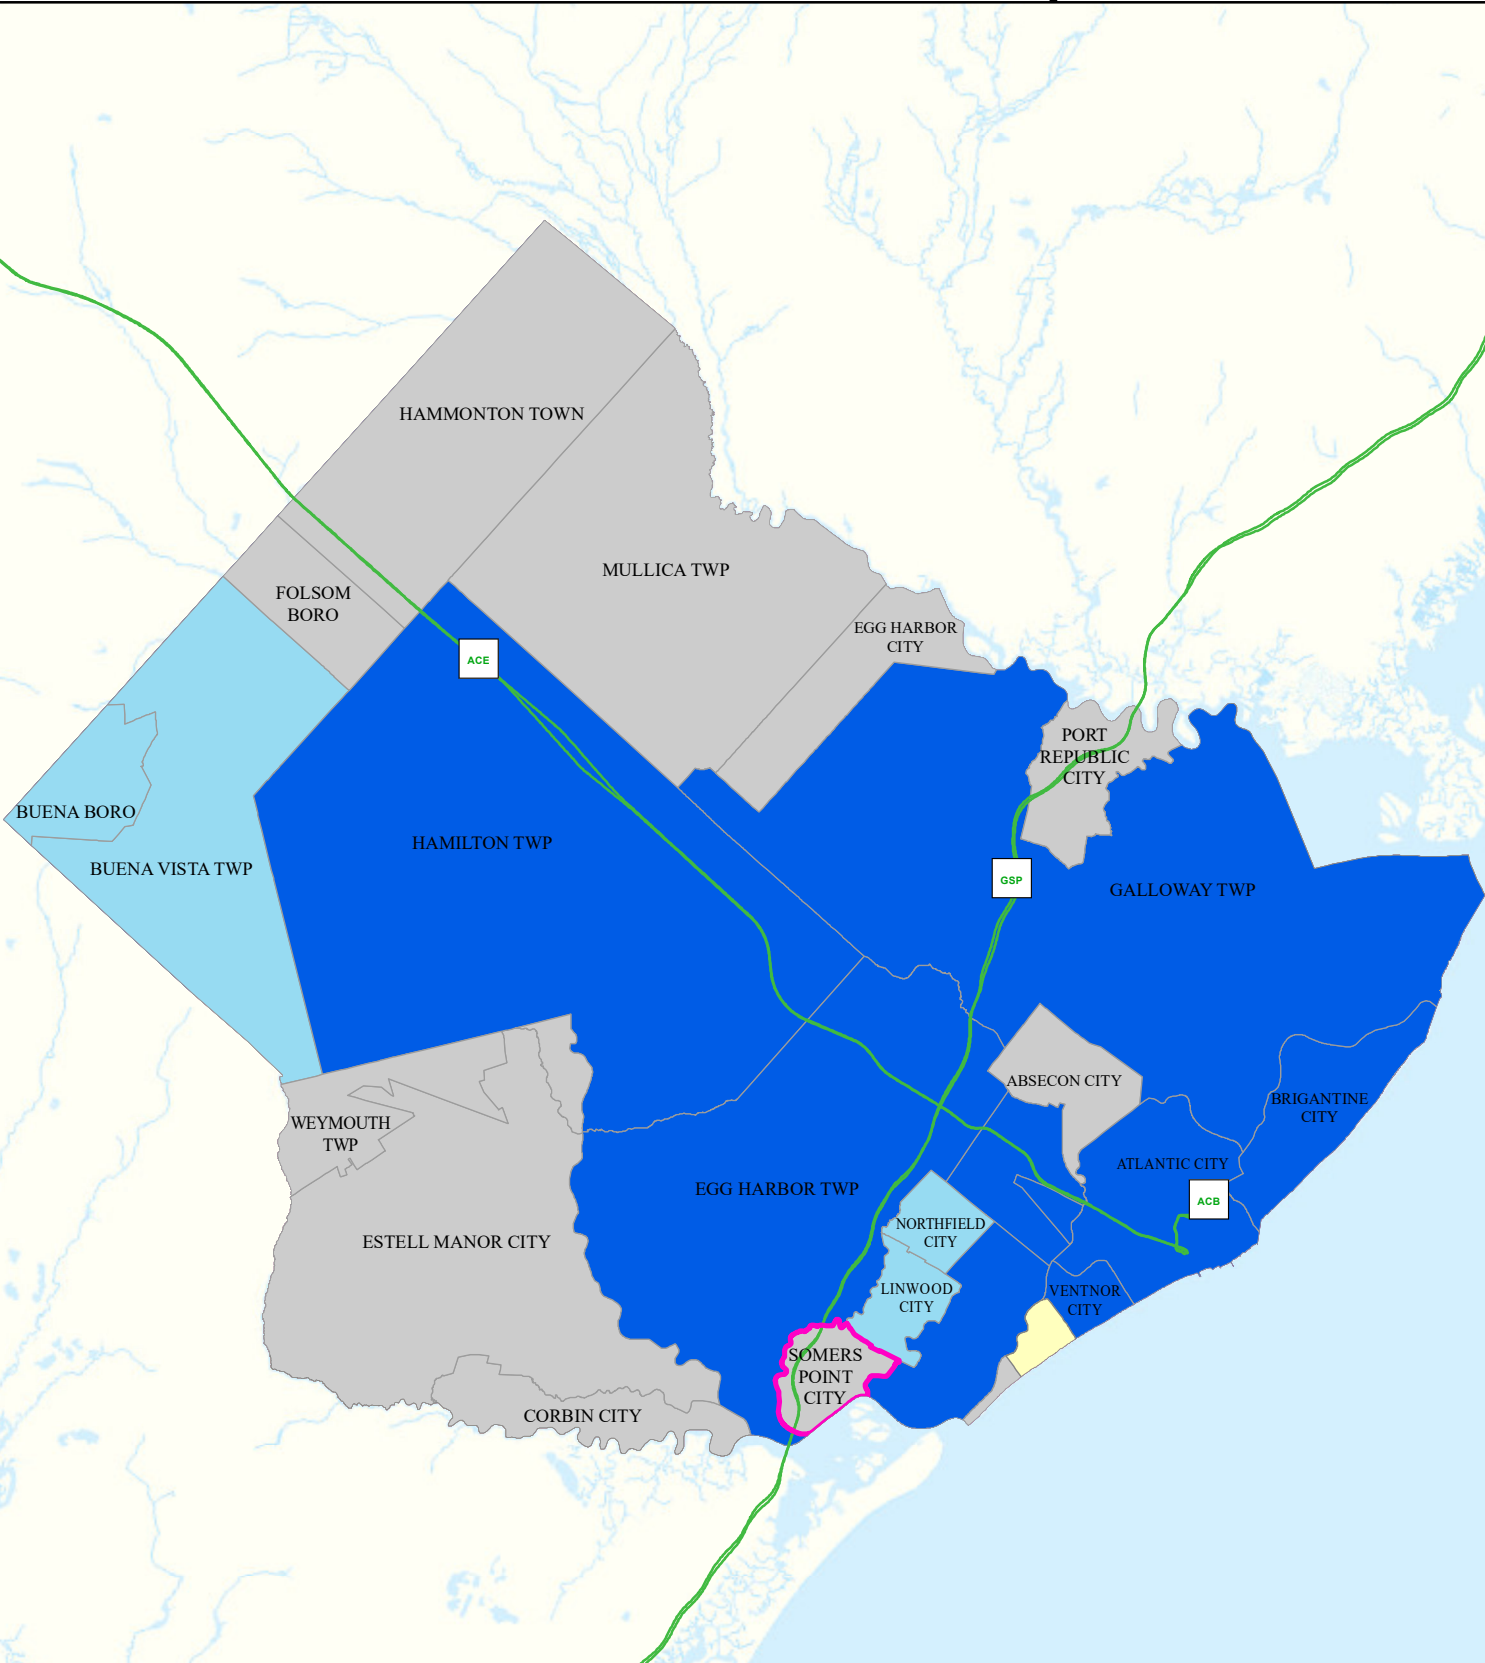 HAMMONTON TOWN
MULLICA TWP
FOLSOM
BORO
EGG HARBOR
CITY
ACE
PORT
REPUBLIC
CITY
BUENA BORO
HAMILTON TWP
BUENA VISTA TWP
GSP
GALLOWAY TWP
ABSECON CITY
BRIGANTINE
CITY
WEYMOUTH
TWP
ATLANTIC CITY
EGG HARBOR TWP
ACB
NORTHFIELD
CITY
ESTELL MANOR CITY
LINWOOD
CITY
VENTNOR
CITY
SOMERS
POINT
CITY
CORBIN CITY